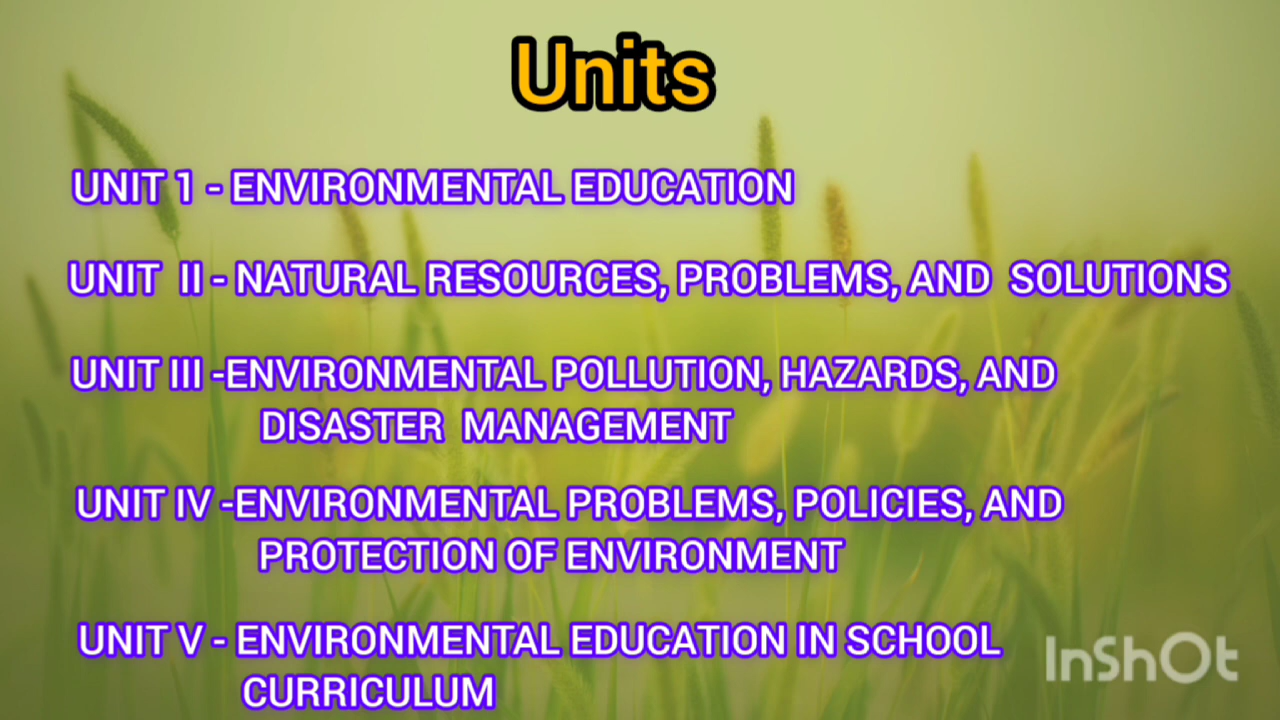 Units
UNIT 1 - ENVIRONMENTAL EDUCATION
UNIT II - NATURAL RESOURCES, PROBLEMS, AND SOLUTIONS
UNIT III -ENVIRONMENTAL POLLUTION, HAZARDS, AND
DISASTER MANAGEMENT
UNIT IV -ENVIRONMENTAL PROBLEMS, POLICIES, AND
PROTECTION OF ENVIRONMENT
UNIT V - ENVIRONMENTAL EDUCATION IN SCHOOL
CURRICULUM
InShOt